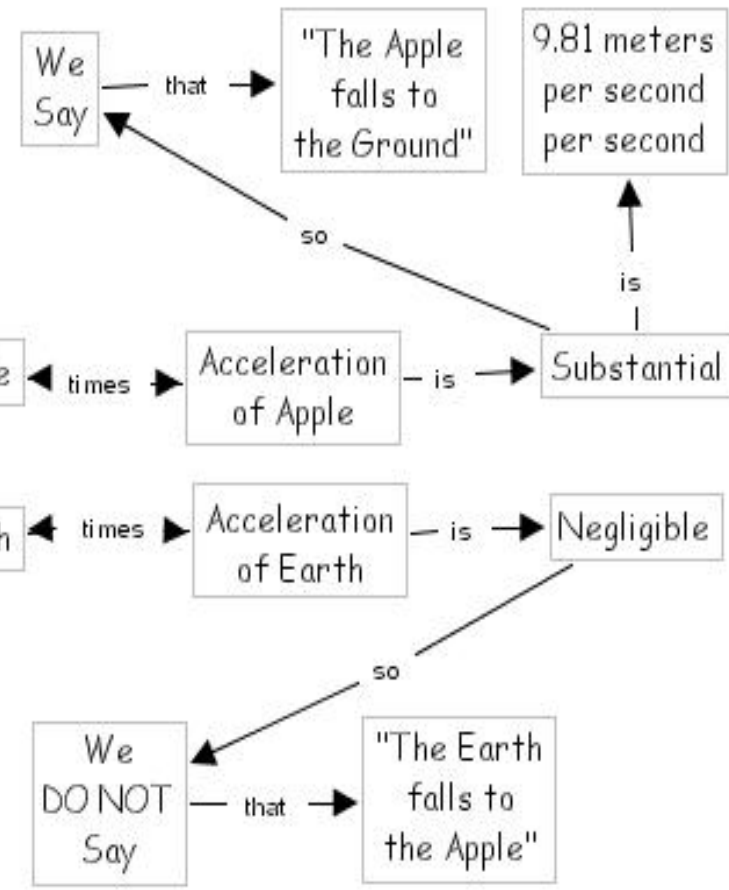 We
Say
that
"The Apple
falls to
the Ground"
9.81 meters
per second
per second
so
is
times
Acceleration
of Apple
is
Substantial
times
Acceleration
of Earth
is
Negligible
so
We
DO NOT
Say
that
"The Earth
falls to
the Apple"